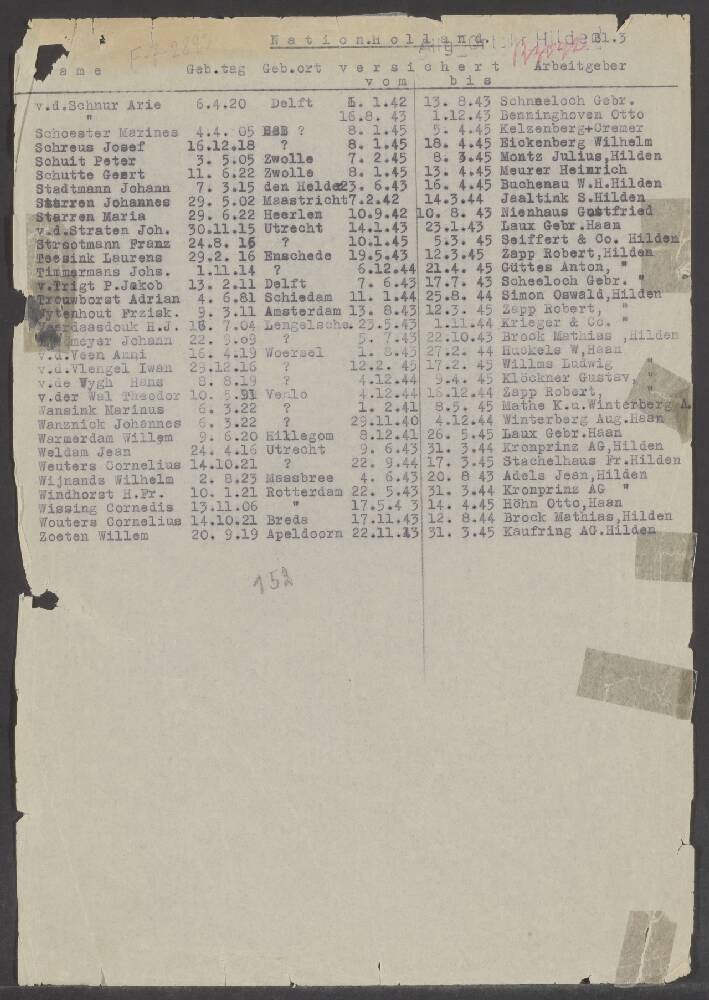 Nation.Holland. Bl.3
ame Geb.tag Geb.ort versichert Arbeitgeber
vom bis
v.d.Schnur Arie 6.4.20 Delft 1.42 13. 8.43 Schneeloch Gebr.
" 16.8. 43 1.12.43 Benninghoven Otto
Schoester Marines 4.4. 05 ? 8. 1.45 5. 4.45 Kelzenberg+Cremer
Schreus Josef 16.12.18 ? 8. 1.45 18. 4.45 Eickenberg Wilhelm
Schuit Peter 3. 5.05 Zwolle 7. 2.45 8. 3.45 Montz Julius,Hilden
Schutte Geert 11. 6.22 Zwolle 8. 1.45 13. 4.45 Meurer Heinrich
Stadtmann Johann 7. 3.15 den Helde23. 6.43 16. 4.45 Buchenau W.H.Hilden
Starren Johannes 29. 5.02 Maastricht7.2.42 14.3.44 Jaaltink S.Hilden
Starren Maria 29. 6.22 Heerlen 10.9.42 10. 8. 43 Nienhaus Gottfried
v.d.Straten Joh. 30.11.15 Utrecht 14.1.43 23.1.43 Laux Gebr.Haan
Strootmann Franz 24.8. 16 ? 10.1.45 5.3. 45 Seiffert & Co. Hilden
Teesink Laurens 29.2. 16 Enschede 19.5.43 12.3.45 Zapp Robert,Hilden
Timmermans Johs. 1.11.14 ? 6.12.44 21.4. 45 Güttes Anton, "
v.Trigt P.Jakob 13. 2.11 Delft 7. 6.43 17.7. 43 Scheeloch Gebr. "
Trouwborst Adrian 4. 6.81 Schiedam 11. 1.44 25.8. 44 Simon Oswald,Hilden
Uytenhout Frzisk. 9. 3.11 Amsterdam 13. 8.43 12.3. 45 Zapp Robert, "
aardaasdouk H.J. 18. 7.04 Lengelsche. 23.5.43 1.11.44 Krieger & Co. "
meyer Johann 22. 9.09 ? 5. 7.43 22.10.43 Brock Mathias ,Hilden
v.d.Veen Anni 16. 4.19 Woersel 1. 8.43 27.2. 44 Huckels W,Haan
v.d.Vlengel Iwan 25.12.16 ? 12.2. 45 17.2. 45 Willms Ludwig "
v.de Wygh Hans 8. 8.19 ? 4.12.44 9.4. 45 Klöckner Gustav, "
v.der Wal Theodor 10. 5.93 Venlo 4.12.44 16.12.44 Zapp Robert, "
Wansink Marinus 6. 3.22 ? 1. 2.41 8.5. 45 Mathe K.u.Winterberg A.
Wanznick Johannes 6. 3.22 ? 29.11.40 4.12.44 Winterberg Aug.Haan
Warmerdam Willem 9. 6.20 Hillegom 8.12.41 26. 5.45 Laux Gebr.Haan
Weldam Jean 24. 4.16 Utrecht 9. 6.43 31. 3.44 Kronprinz AG,Hilden
Weuters Cornelius 14.10.21 ? 22. 9.44 17. 3.45 Stachelhaus Fr.Hilden
Wijnands Wilhelm 2. 8.23 Maasbree 4. 6.43 20. 8 43 Adels Jean,Hilden
Windhorst H.Fr. 10. 1.21 Rotterdam 22. 5.43 31. 3.44 Kronprinz AG "
Wissing Cornedis 13.11.06 " 17.5.4 3 14. 4.45 Höhn Otto,Haan
Wouters Cornelius 14.10.21 Breda 17.11.43 12. 8.44 Brock Mathias,Hilden
Zoeten Willem 20. 9.19 Apeldoorn 22.11.43 31. 3.45 Kaufring AG.Hilden
152